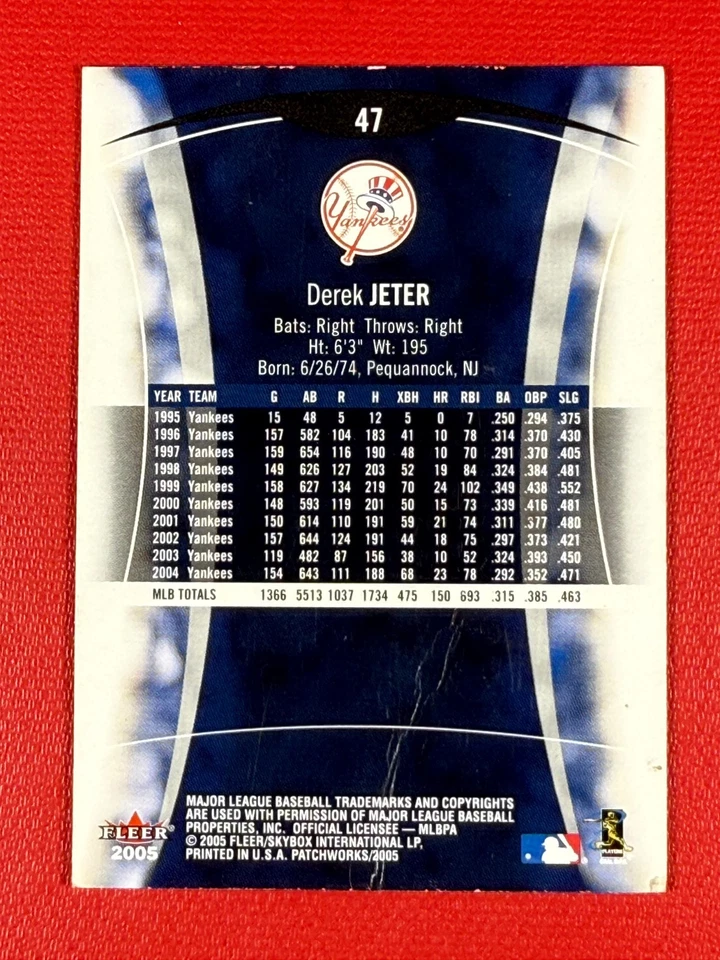 47
Yankees
Derek JETER
Bats: Right Throws: Right
Ht: 6'3" Wt: 195
Born: 6/26/74, Pequannock, NJ
YEAR TEAM G AB R H XBH HR RBI BA OBP SLG
1995 Yankees 15 48 5 12 5 0 7 .250 .294 .375
1996 Yankees 157 582 104 183 41 10 78 .314 .370 .430
1997 Yankees 159 654 116 190 48 10 70 .291 .370 .405
1998 Yankees 149 626 127 203 52 19 84 .324 .384 .481
1999 Yankees 158 627 134 219 70 24 102 .349 .438 .552
2000 Yankees 148 593 119 201 50 15 73 .339 .416 .481
2001 Yankees 150 614 110 191 59 21 74 .311 .377 .480
2002 Yankees 157 644 124 191 44 18 75 .297 .373 .421
2003 Yankees 119 482 87 156 38 10 52 .324 .393 .450
2004 Yankees 154 643 111 188 68 23 78 .292 .352 .471
MLB TOTALS 1366 5513 1037 1734 475 150 693 .315 .385 .463
MAJOR LEAGUE BASEBALL TRADEMARKS AND COPYRIGHTS
ARE USED WITH PERMISSION OF MAJOR LEAGUE BASEBALL
PROPERTIES, INC. OFFICIAL LICENSEE — MLBPA
© 2005 FLEER/SKYBOX INTERNATIONAL LP,
PRINTED IN U.S.A. PATCHWORKS/2005
FLEER
2005
PLAYERS